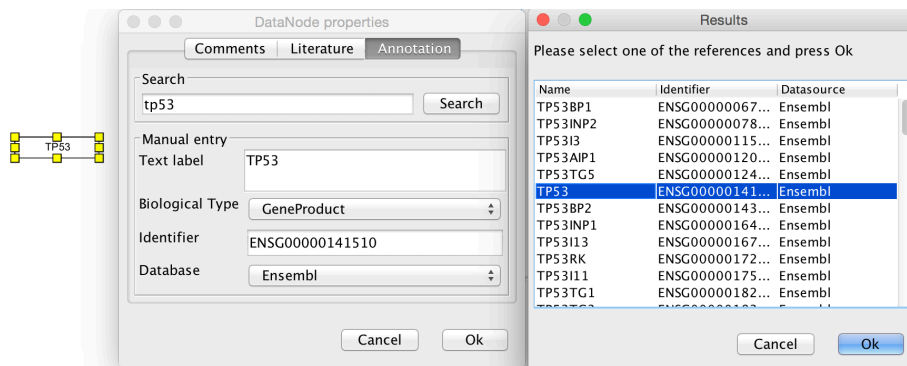 TP53
DataNode properties
Comments Literature Annotation
Search
tp53 Search
Manual entry
Text label TP53
Biological Type GeneProduct
Identifier ENSG00000141510
Database Ensembl
Cancel Ok
Results
Please select one of the references and press Ok
Name Identifier Datasource
TP53BP1 ENSG00000067... Ensembl
TP53INP2 ENSG00000078... Ensembl
TP53I3 ENSG00000115... Ensembl
TP53AIP1 ENSG00000120... Ensembl
TP53TG5 ENSG00000124... Ensembl
TP53 ENSG00000141... Ensembl
TP53BP2 ENSG00000143... Ensembl
TP53INP1 ENSG00000164... Ensembl
TP53I13 ENSG00000167... Ensembl
TP53RK ENSG00000172... Ensembl
TP53I11 ENSG00000175... Ensembl
TP53TG1 ENSG00000182... Ensembl
Cancel Ok